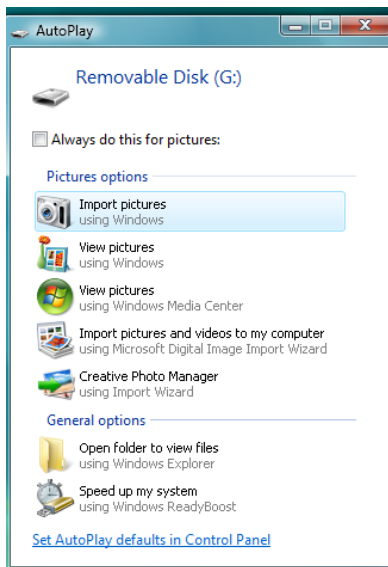 AutoPlay
Removable Disk (G:)
Always do this for pictures:
Pictures options
Import pictures
using Windows
View pictures
using Windows
View pictures
using Windows Media Center
Import pictures and videos to my computer
using Microsoft Digital Image Import Wizard
Creative Photo Manager
using Import Wizard
General options
Open folder to view files
using Windows Explorer
Speed up my system
using Windows ReadyBoost
Set AutoPlay defaults in Control Panel